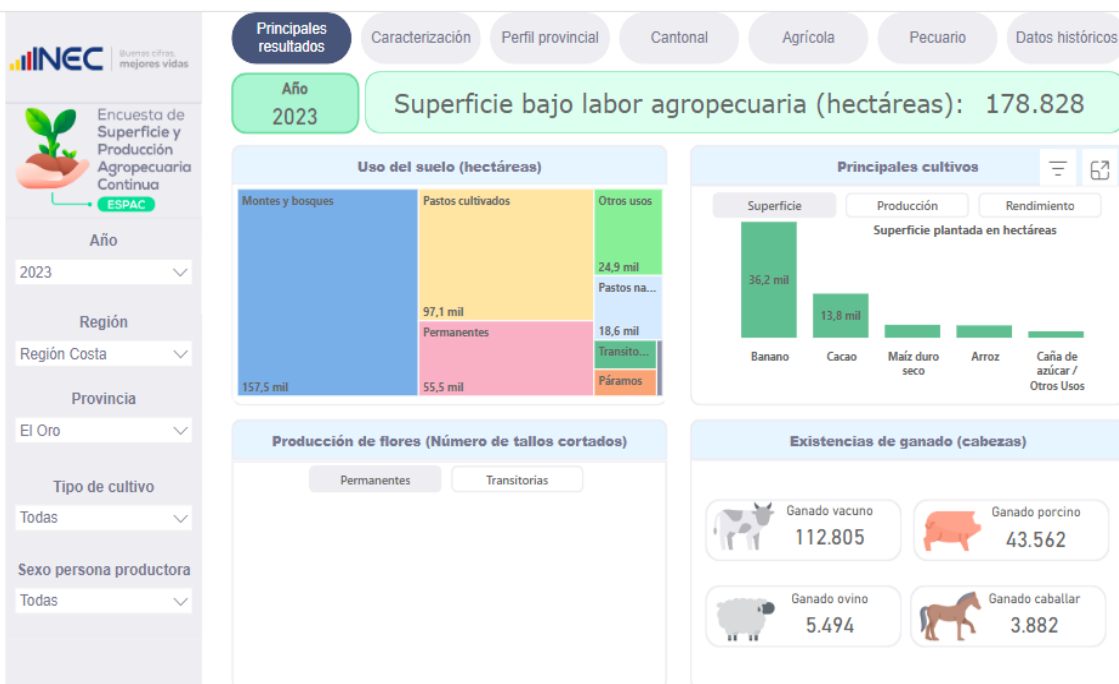 INEC
Buenas cifras,
mejores vidas
Encuesta de
Superficie y
Producción
Agropecuaria
Continua
ESPAC
Año
2023
Región
Región Costa
Provincia
El Oro
Tipo de cultivo
Todas
Sexo persona productora
Todas
Principales
resultados
Caracterización
Perfil provincial
Cantonal
Agrícola
Pecuario
Datos históricos
Año
2023
Superficie bajo labor agropecuaria (hectáreas): 178.828
Uso del suelo (hectáreas)
Montes y bosques
157,5 mil
Pastos cultivados
97,1 mil
Permanentes
55,5 mil
Otros usos
24,9 mil
Pastos na...
18,6 mil
Transito...
Páramos
Principales cultivos
Superficie
Producción
Rendimiento
Superficie plantada en hectáreas
36,2 mil
13,8 mil
Banano
Cacao
Maíz duro
seco
Arroz
Caña de
azúcar /
Otros Usos
Producción de flores (Número de tallos cortados)
Permanentes
Transitorias
Existencias de ganado (cabezas)
Ganado vacuno
112.805
Ganado porcino
43.562
Ganado ovino
5.494
Ganado caballar
3.882